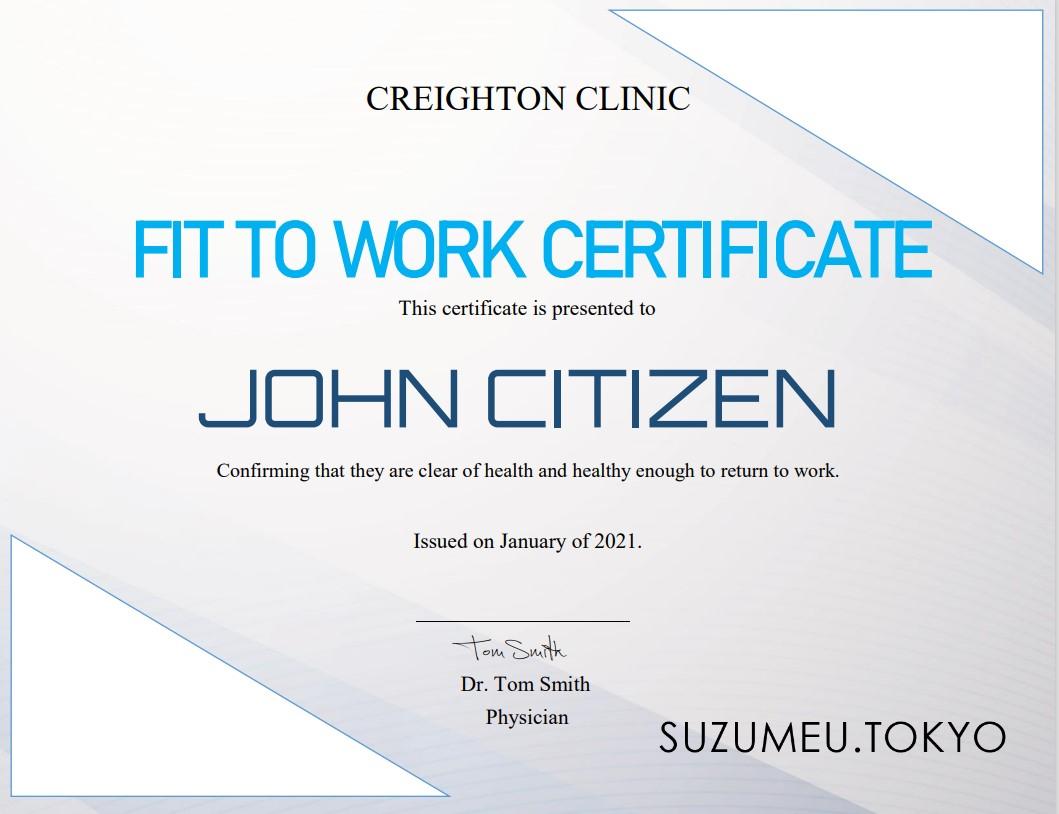 CREIGHTON CLINIC
FIT TO WORK CERTIFICATE
This certificate is presented to
JOHN CITIZEN
Confirming that they are clear of health and healthy enough to return to work.
Issued on January of 2021.
Tom Smith
Dr. Tom Smith
Physician
SUZUMEU.TOKYO